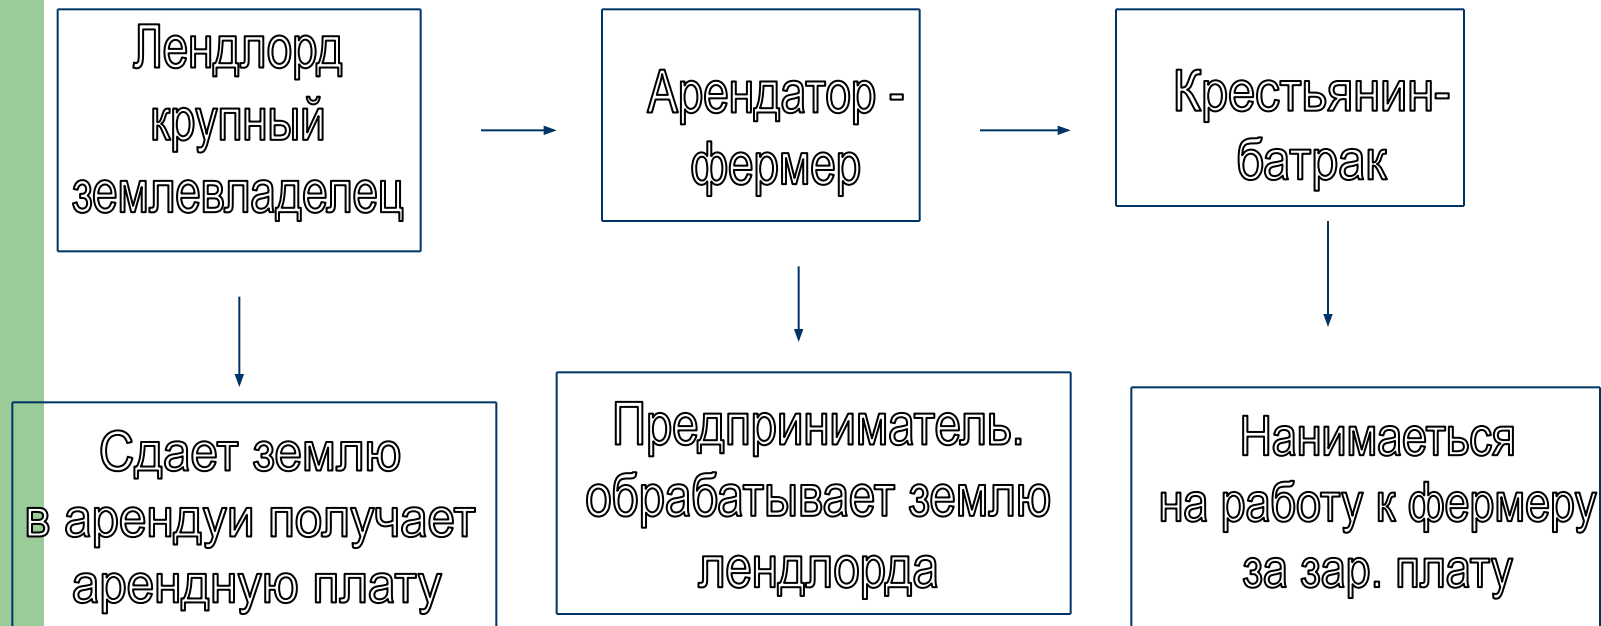 Лендлорд
крупный
землевладелец
Арендатор -
фермер
Крестьянин-
батрак
Сдает землю
в арендуи получает
арендную плату
Предприниматель.
обрабатывает землю
лендлорда
Нанимаеться
на работу к фермеру
за зар. плату